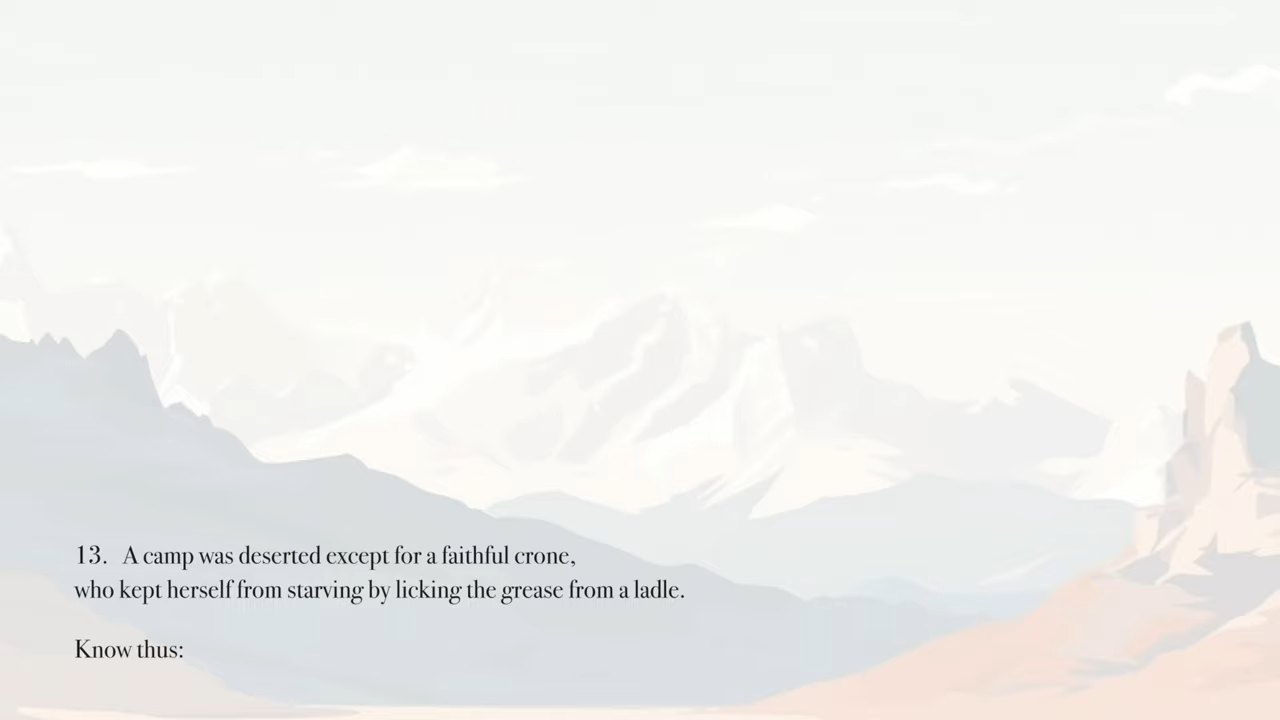 13. A camp was deserted except for a faithful crone,
who kept herself from starving by licking the grease from a ladle.
Know thus: